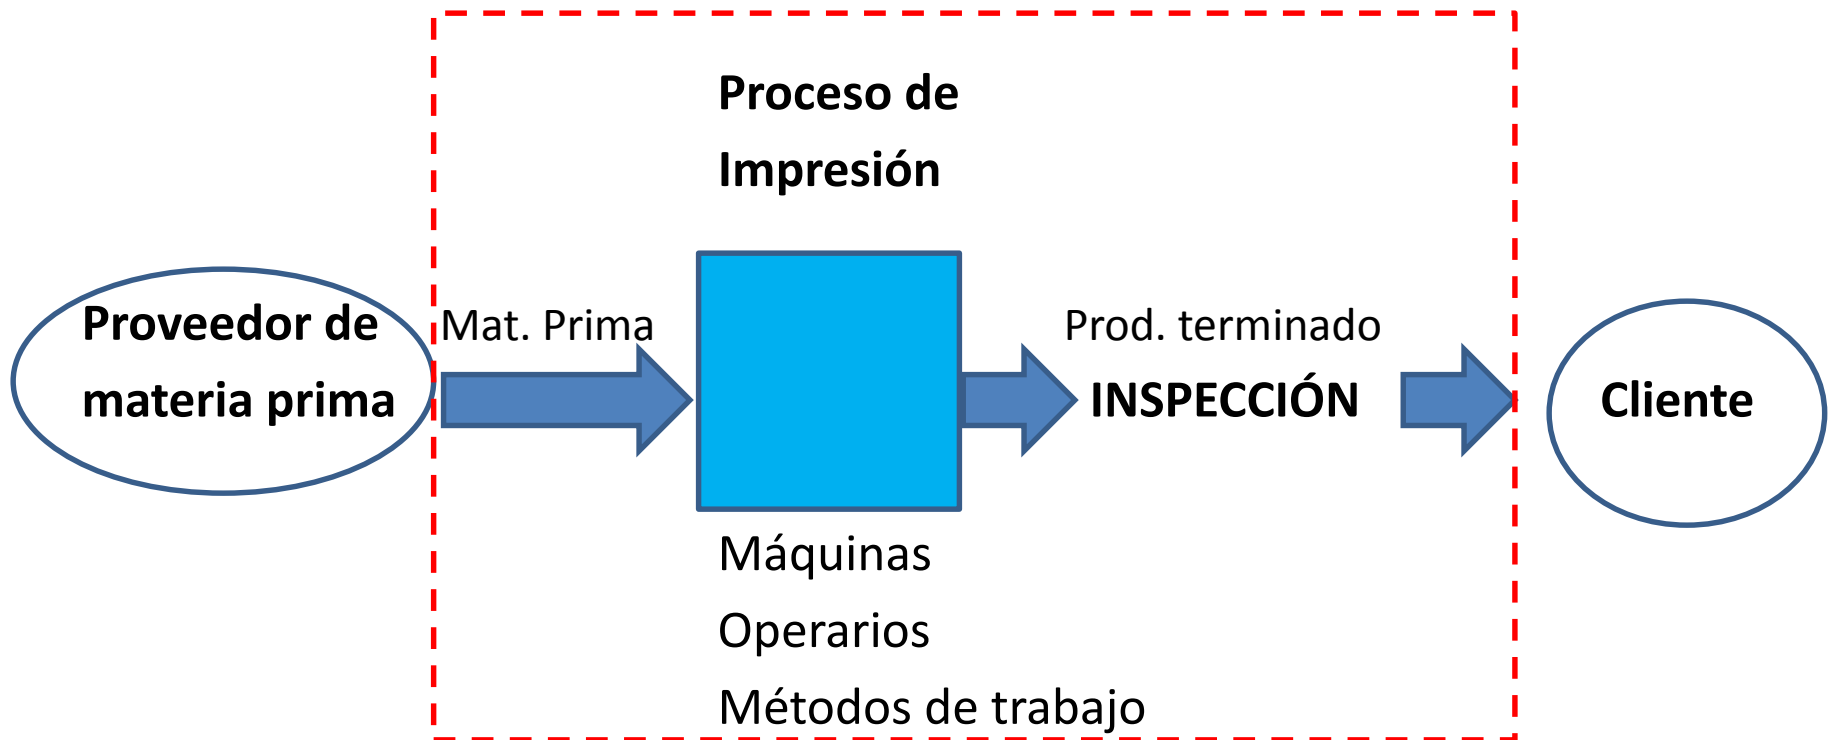 Proceso de
Impresión
Proveedor de
materia prima
Mat. Prima
Prod. terminado
INSPECCIÓN
Cliente
Máquinas
Operarios
Métodos de trabajo